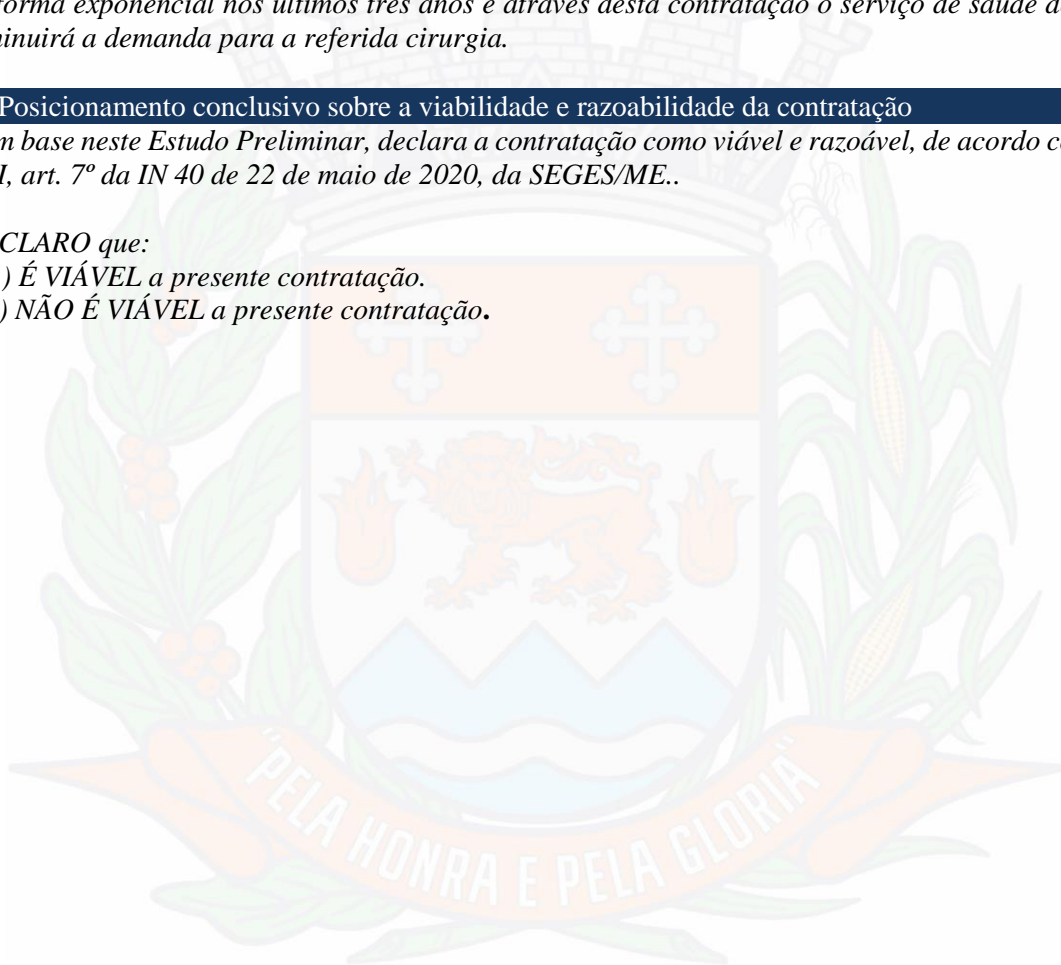 forma exponencial nos últimos três anos e através desta contratação o serviço de saúde d
inuirá a demanda para a referida cirurgia.
Posicionamento conclusivo sobre a viabilidade e razoabilidade da contratação
m base neste Estudo Preliminar, declara a contratação como viável e razoável, de acordo c
I, art. 7º da IN 40 de 22 de maio de 2020, da SEGES/ME..
CLARO que:
) É VIÁVEL a presente contratação.
) NÃO É VIÁVEL a presente contratação.
"PELA HONRA E PELA GLORIA"